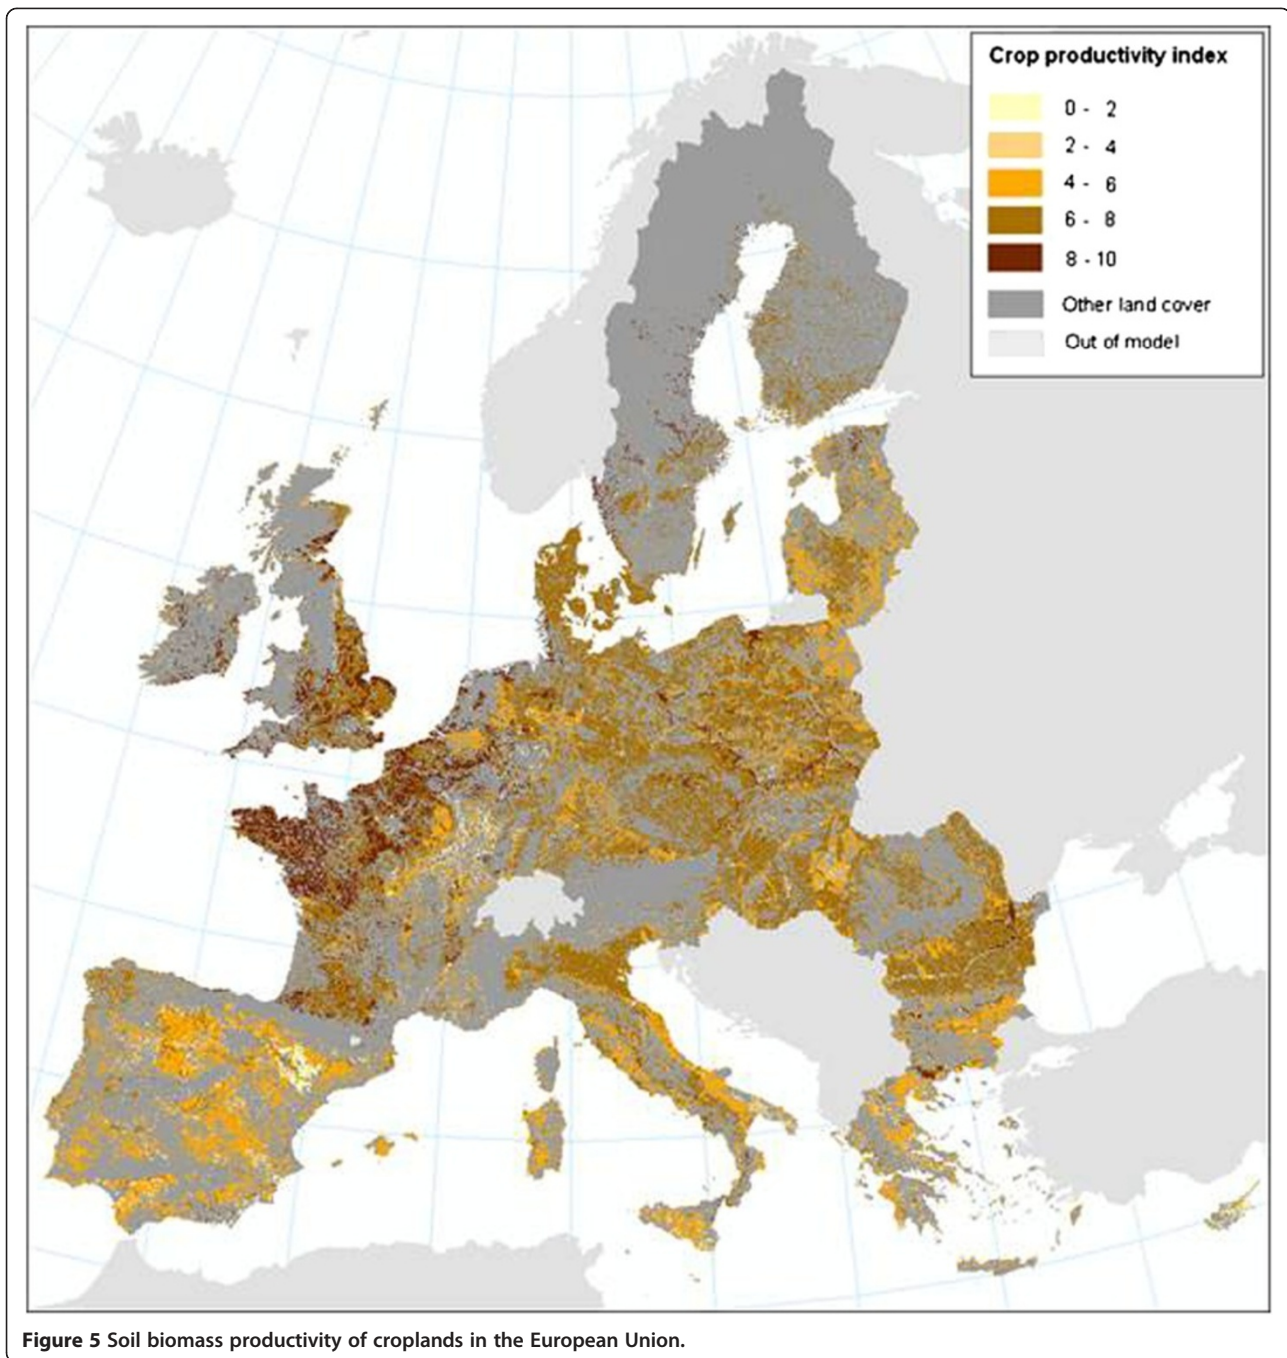 Crop productivity index
0 - 2
2 - 4
4 - 6
6 - 8
8 - 10
Other land cover
Out of model
Figure 5 Soil biomass productivity of croplands in the European Union.